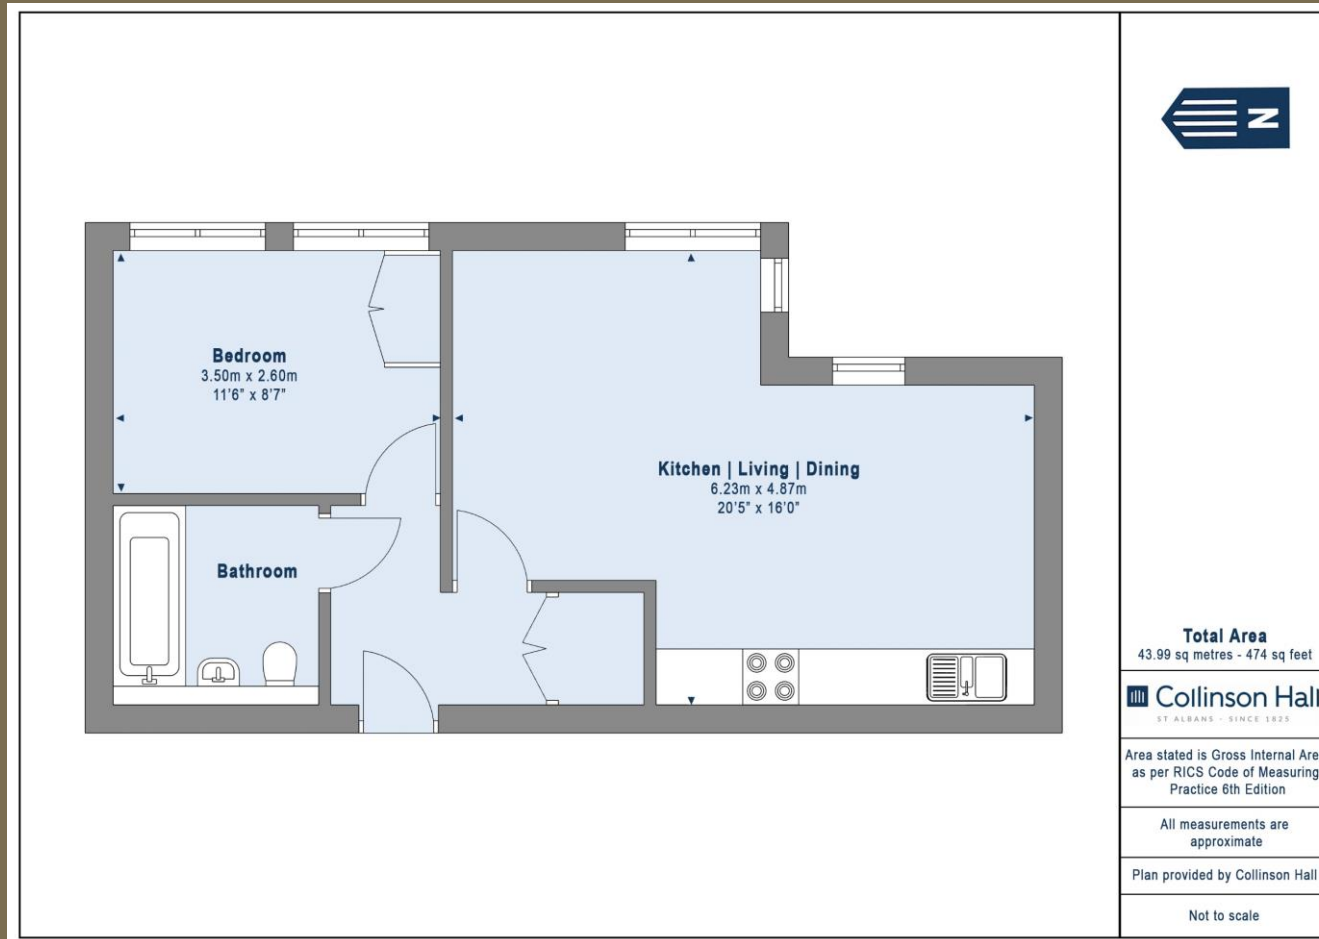 N
Bedroom
3.50m x 2.60m
11'6" x 8'7"
Kitchen | Living | Dining
6.23m x 4.87m
20'5" x 16'0"
Bathroom
Total Area
43.99 sq metres - 474 sq feet
Collinson Hall
ST ALBANS - SINCE 1825
Area stated is Gross Internal Are
as per RICS Code of Measuring
Practice 6th Edition
All measurements are
approximate
Plan provided by Collinson Hall
Not to scale